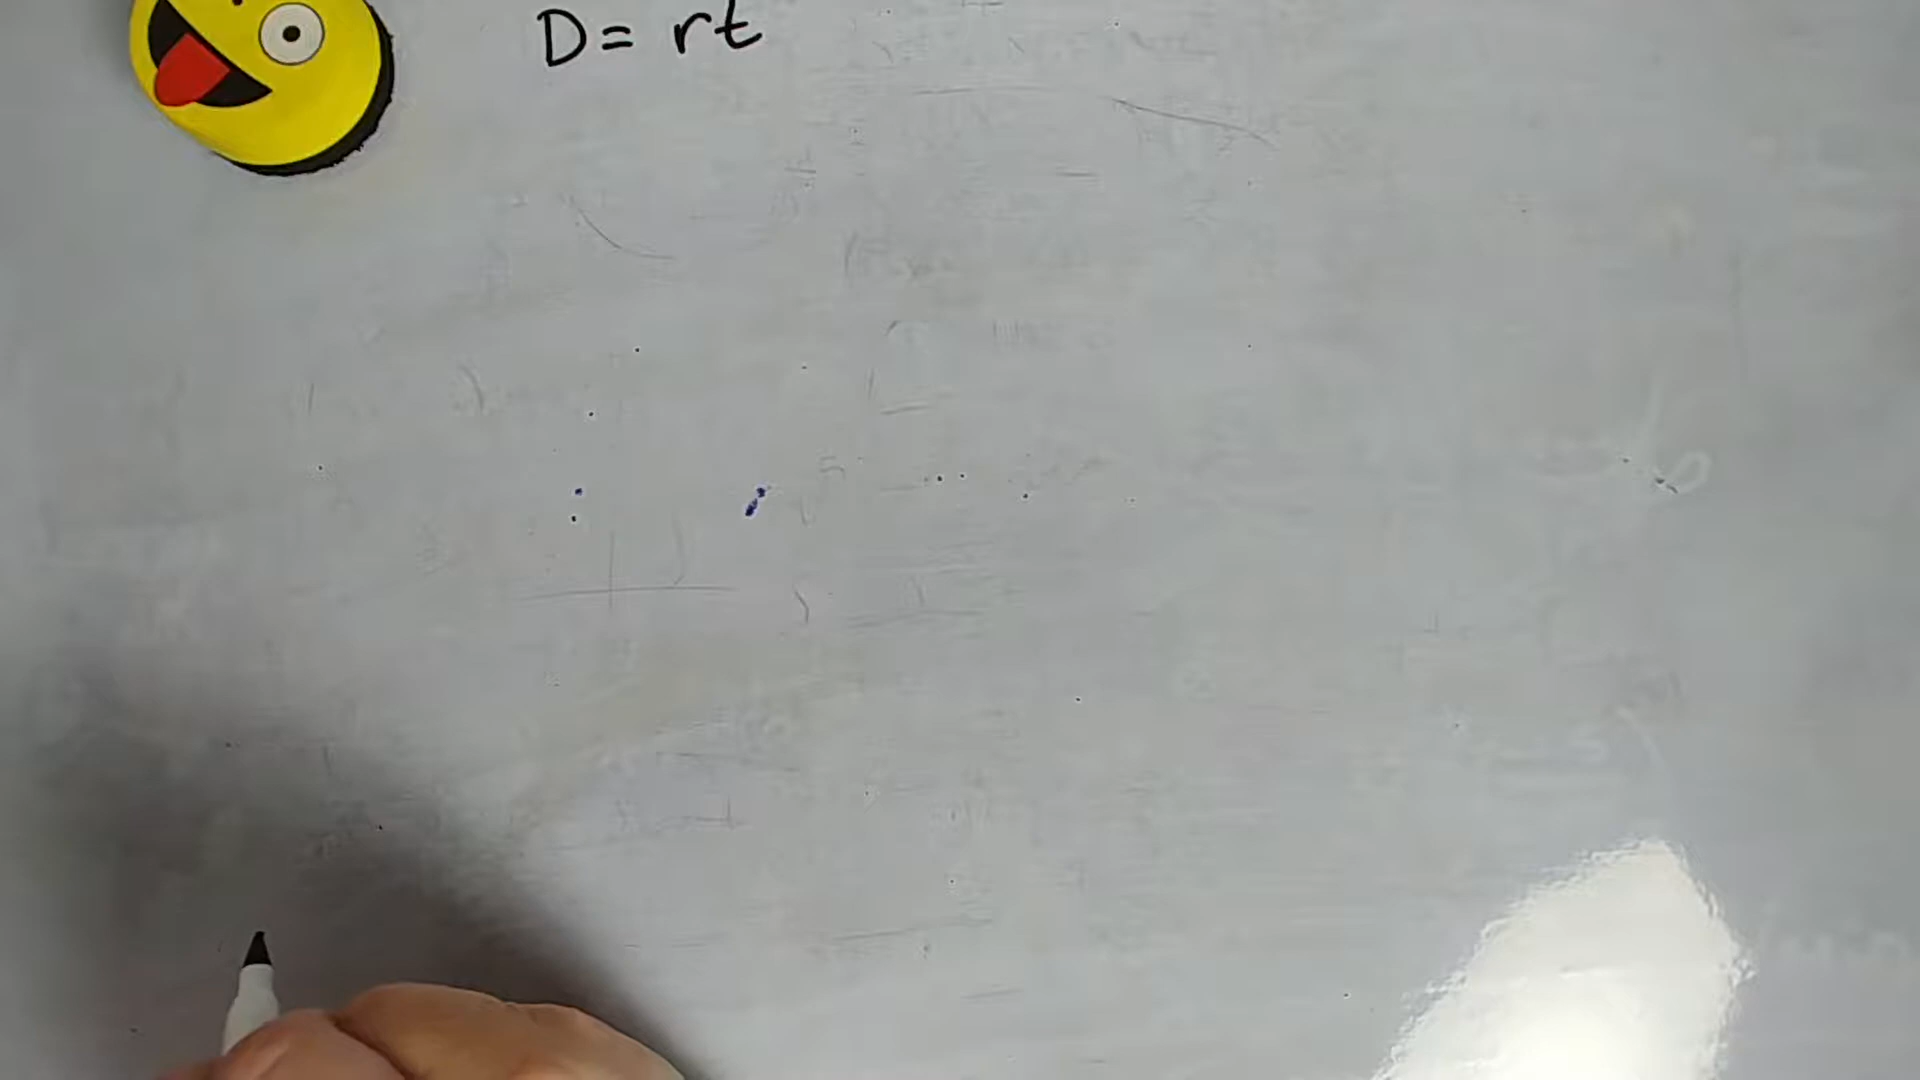 D = rt